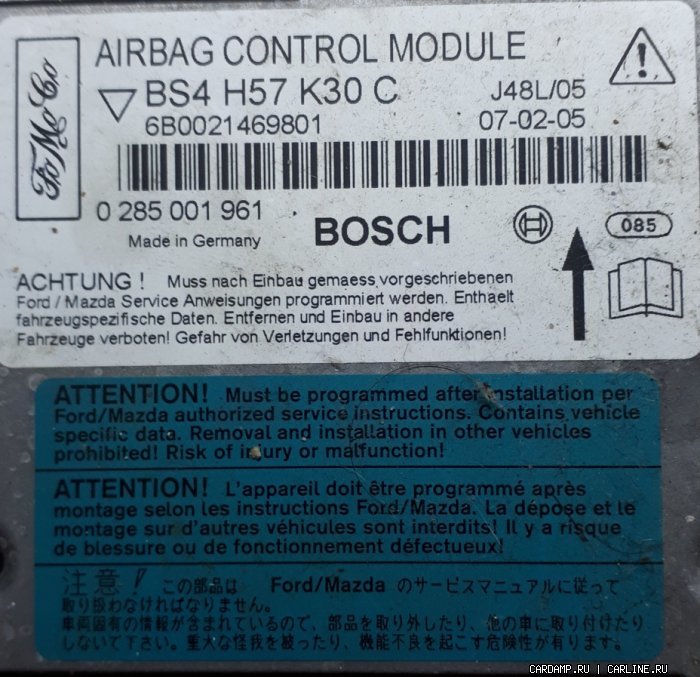 FoMoCo
AIRBAG CONTROL MODULE
BS4 H57 K30 C
J48L/05
6B0021469801
07-02-05
0 285 001 961
Made in Germany
BOSCH
085
ACHTUNG ! Muss nach Einbau gemaess vorgeschriebenen
Ford / Mazda Service Anweisungen programmiert werden. Enthaelt
fahrzeugspezifische Daten. Entfernen und Einbau in andere
Fahrzeuge verboten! Gefahr von Verletzungen und Fehlfunktionen!
ATTENTION! Must be programmed after installation per
Ford/Mazda authorized service instructions. Contains vehicle
specific data. Removal and installation in other vehicles
prohibited! Risk of injury or malfunction!
ATTENTION! L'appareil doit être programmé après
montage selon les instructions Ford/Mazda. La dépose et le
montage sur d'autres véhicules sont interdits! Il y a risque
de blessure ou de fonctionnement défectueux!
注意! この部品は Ford/Mazda のサービスマニュアルに従って
取り扱わなければなりません。
車両固有の情報が含まれているので、部品を取り外したり、他の車に取り付けたり
しないで下さい。重大な怪我を被ったり、機能不良を起こす危険性が有ります。
CARDAMP.RU | CARLINE.RU